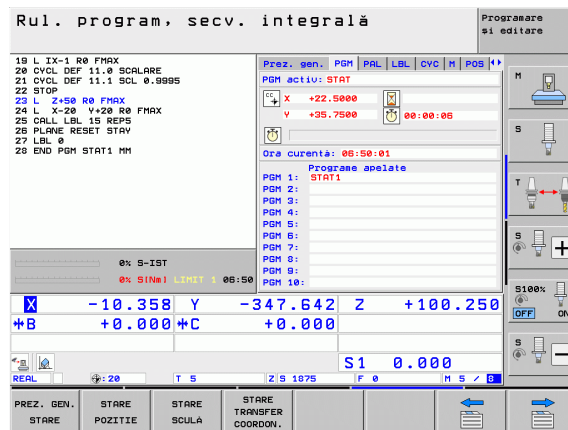 Rul. program, secv. integrală
Programare
și editare
19 L IX-1 R0 FMAX
20 CYCL DEF 11.0 SCALARE
21 CYCL DEF 11.1 SCL 0.9995
22 STOP
23 L Z+50 R0 FMAX
24 L X-20 Y+20 R0 FMAX
25 CALL LBL 15 REP5
26 PLANE RESET STAY
27 LBL 0
28 END PGM STAT1 MM
Prez. gen. PGM PAL LBL CYC M POS
PGM activ: STAT
CC X +22.5000
Y +35.7500 00:00:06
Ora curentă: 06:50:01
Programe apelate
PGM 1: STAT1
PGM 2:
PGM 3:
PGM 4:
PGM 5:
PGM 6:
PGM 7:
PGM 8:
PGM 9:
PGM 10:
0% S-IST
0% S[Nm] LIMIT 1 06:50
X -10.358 Y -347.642 Z +100.250
B +0.000 C +0.000
S1 0.000
REAL :20 T 5 Z S 1875 F 0 M 5 / 8
M
S
T
S
S100%
OFF ON
S
PREZ. GEN.
STARE
STARE
POZIȚIE
STARE
SCULĂ
STARE
TRANSFER
COORDON.